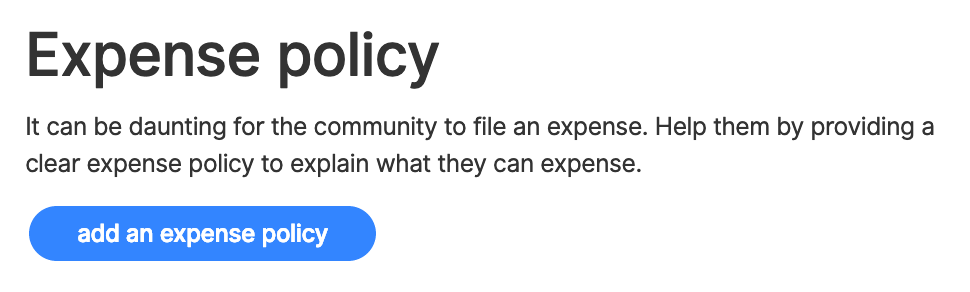 Expense policy
It can be daunting for the community to file an expense. Help them by providing a
clear expense policy to explain what they can expense.
add an expense policy